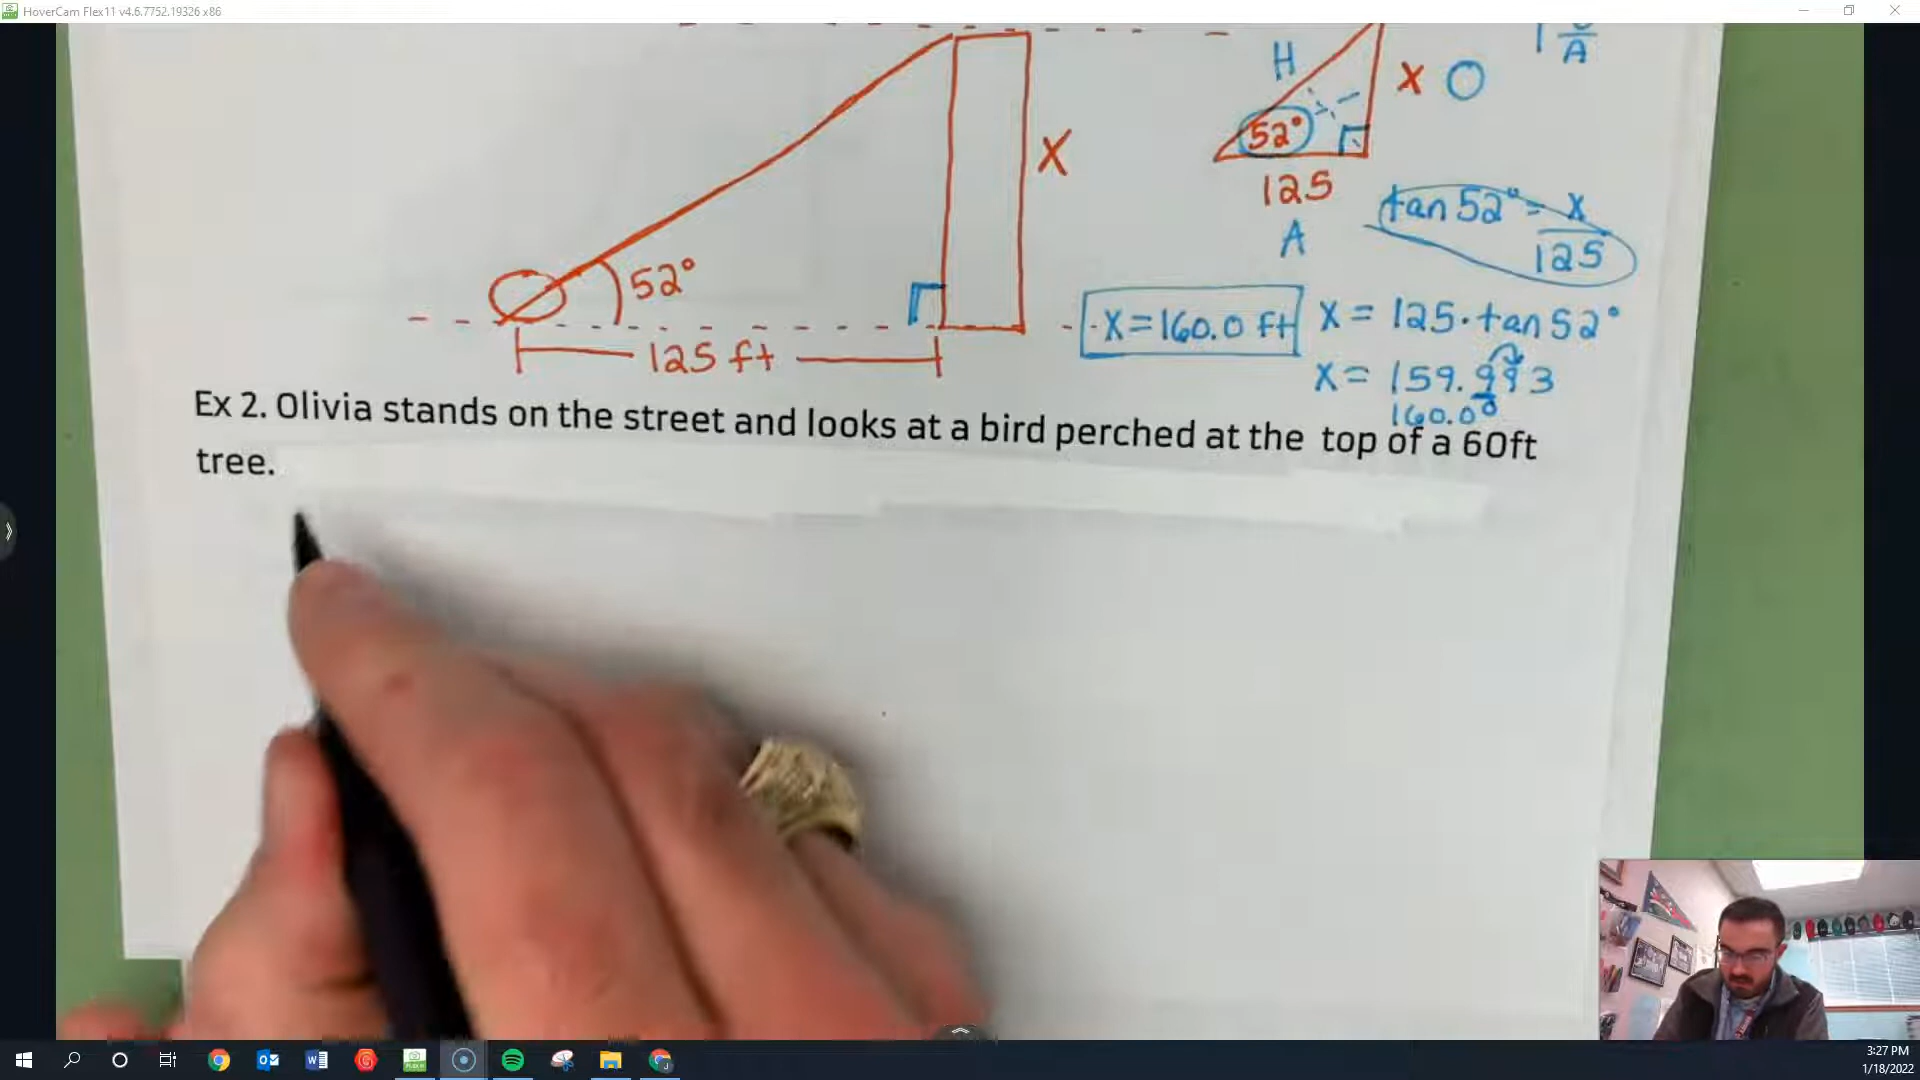 HoverCam Flex11 v4.6.7752.19326 x86
H
X O
A
52°
125
A
X
tan 52° = x
125
52°
X=160.0 ft
X = 125·tan 52°
125 ft
X = 159.993
160.0
Ex 2. Olivia stands on the street and looks at a bird perched at the top of a 60ft
tree.
3:27 PM
1/18/2022